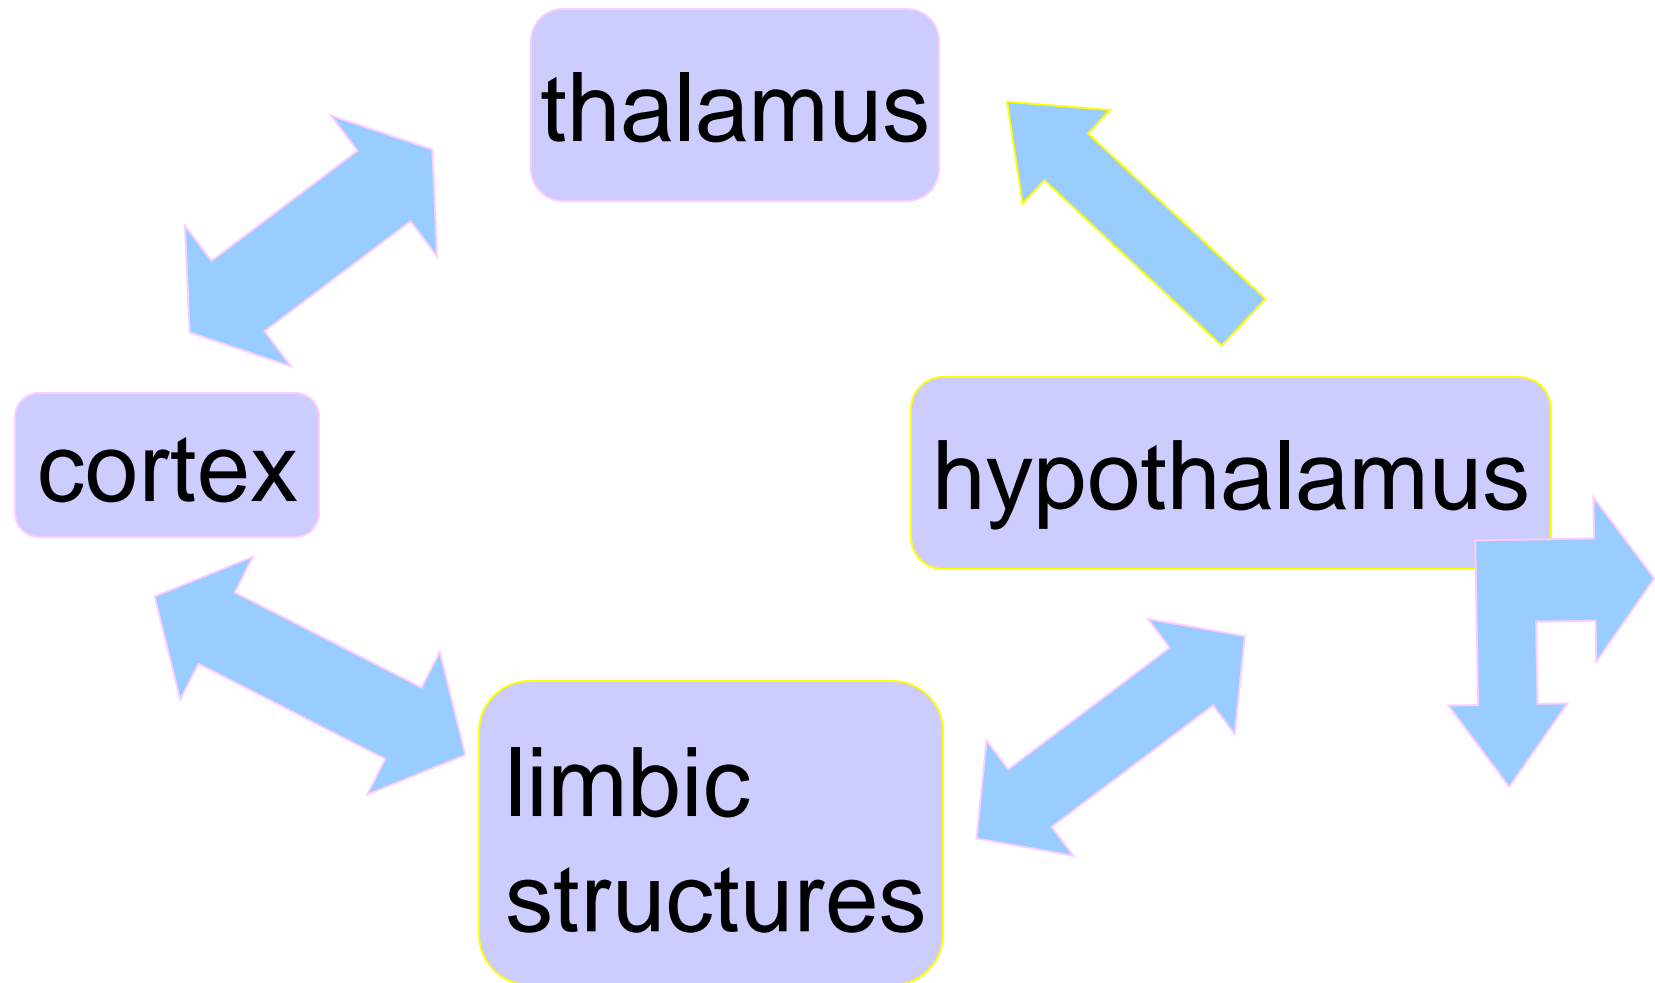 thalamus
cortex
hypothalamus
limbic
structures